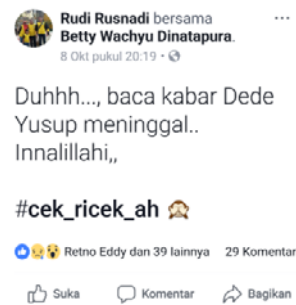 Rudi Rusnadi bersama
Betty Wachyu Dinatapura.
8 Okt pukul 20:19 •
Duhhh..., baca kabar Dede
Yusup meninggal..
Innalillahi,,
#cek_ricek_ah
Retno Eddy dan 39 lainnya 29 Komentar
Suka Komentar Bagikan